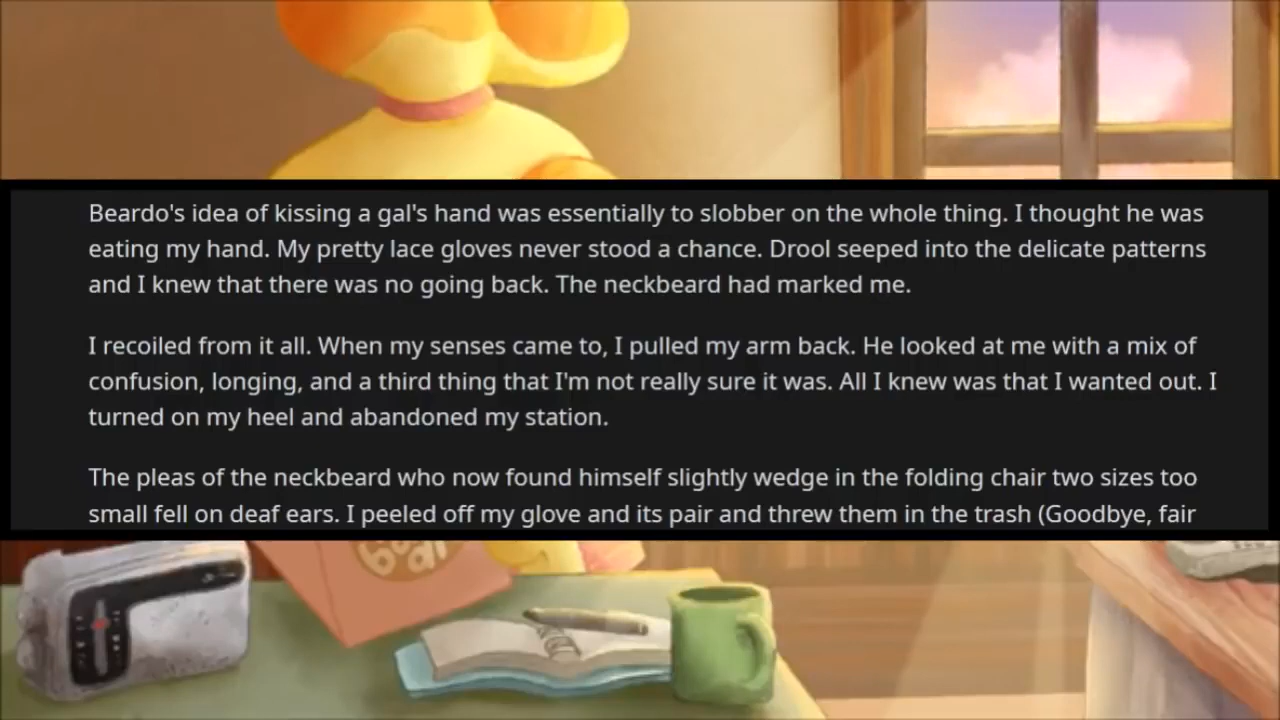 Beardo's idea of kissing a gal's hand was essentially to slobber on the whole thing. I thought he was
eating my hand. My pretty lace gloves never stood a chance. Drool seeped into the delicate patterns
and I knew that there was no going back. The neckbeard had marked me.
I recoiled from it all. When my senses came to, I pulled my arm back. He looked at me with a mix of
confusion, longing, and a third thing that I'm not really sure it was. All I knew was that I wanted out. I
turned on my heel and abandoned my station.
The pleas of the neckbeard who now found himself slightly wedge in the folding chair two sizes too
small fell on deaf ears. I peeled off my glove and its pair and threw them in the trash (Goodbye, fair